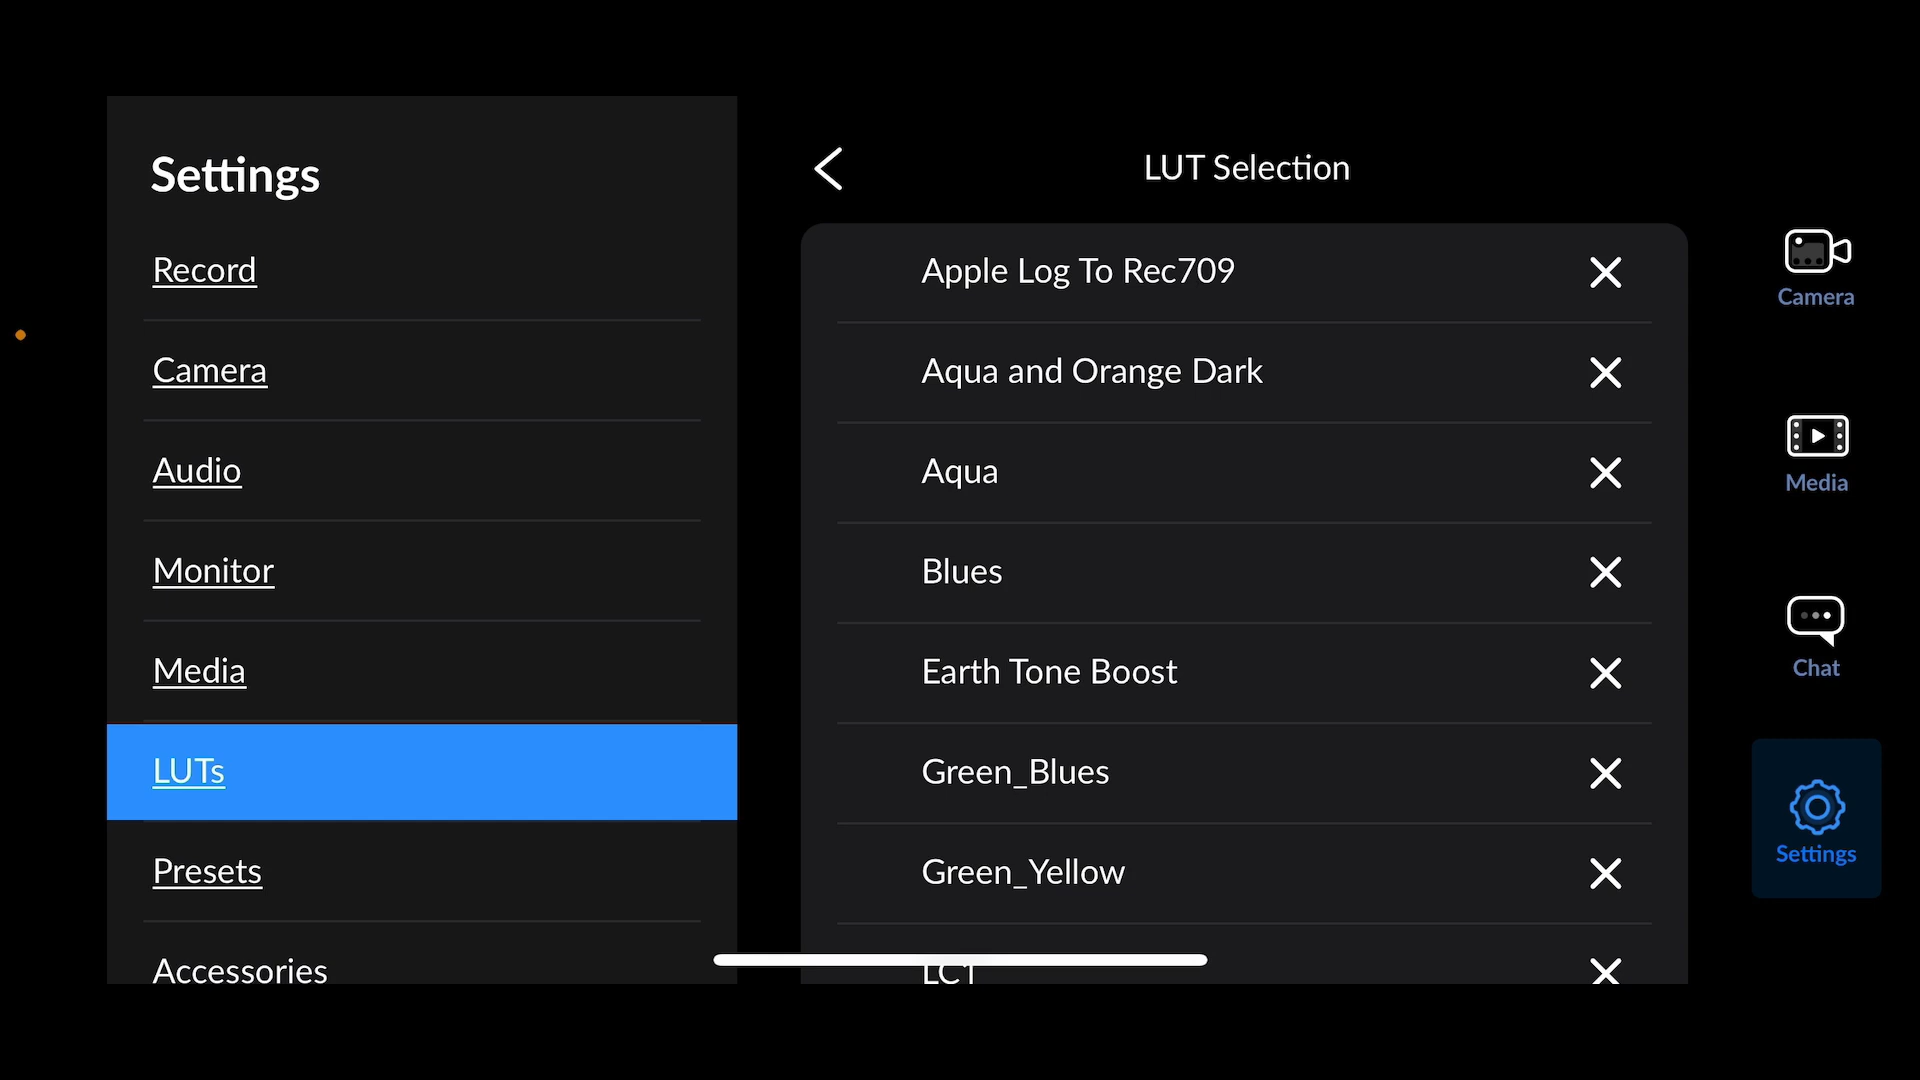 Settings
Record
Camera
Audio
Monitor
Media
LUTs
Presets
Accessories
LUT Selection
Apple Log To Rec709
Aqua and Orange Dark
Aqua
Blues
Earth Tone Boost
Green_Blues
Green_Yellow
Camera
Media
Chat
Settings